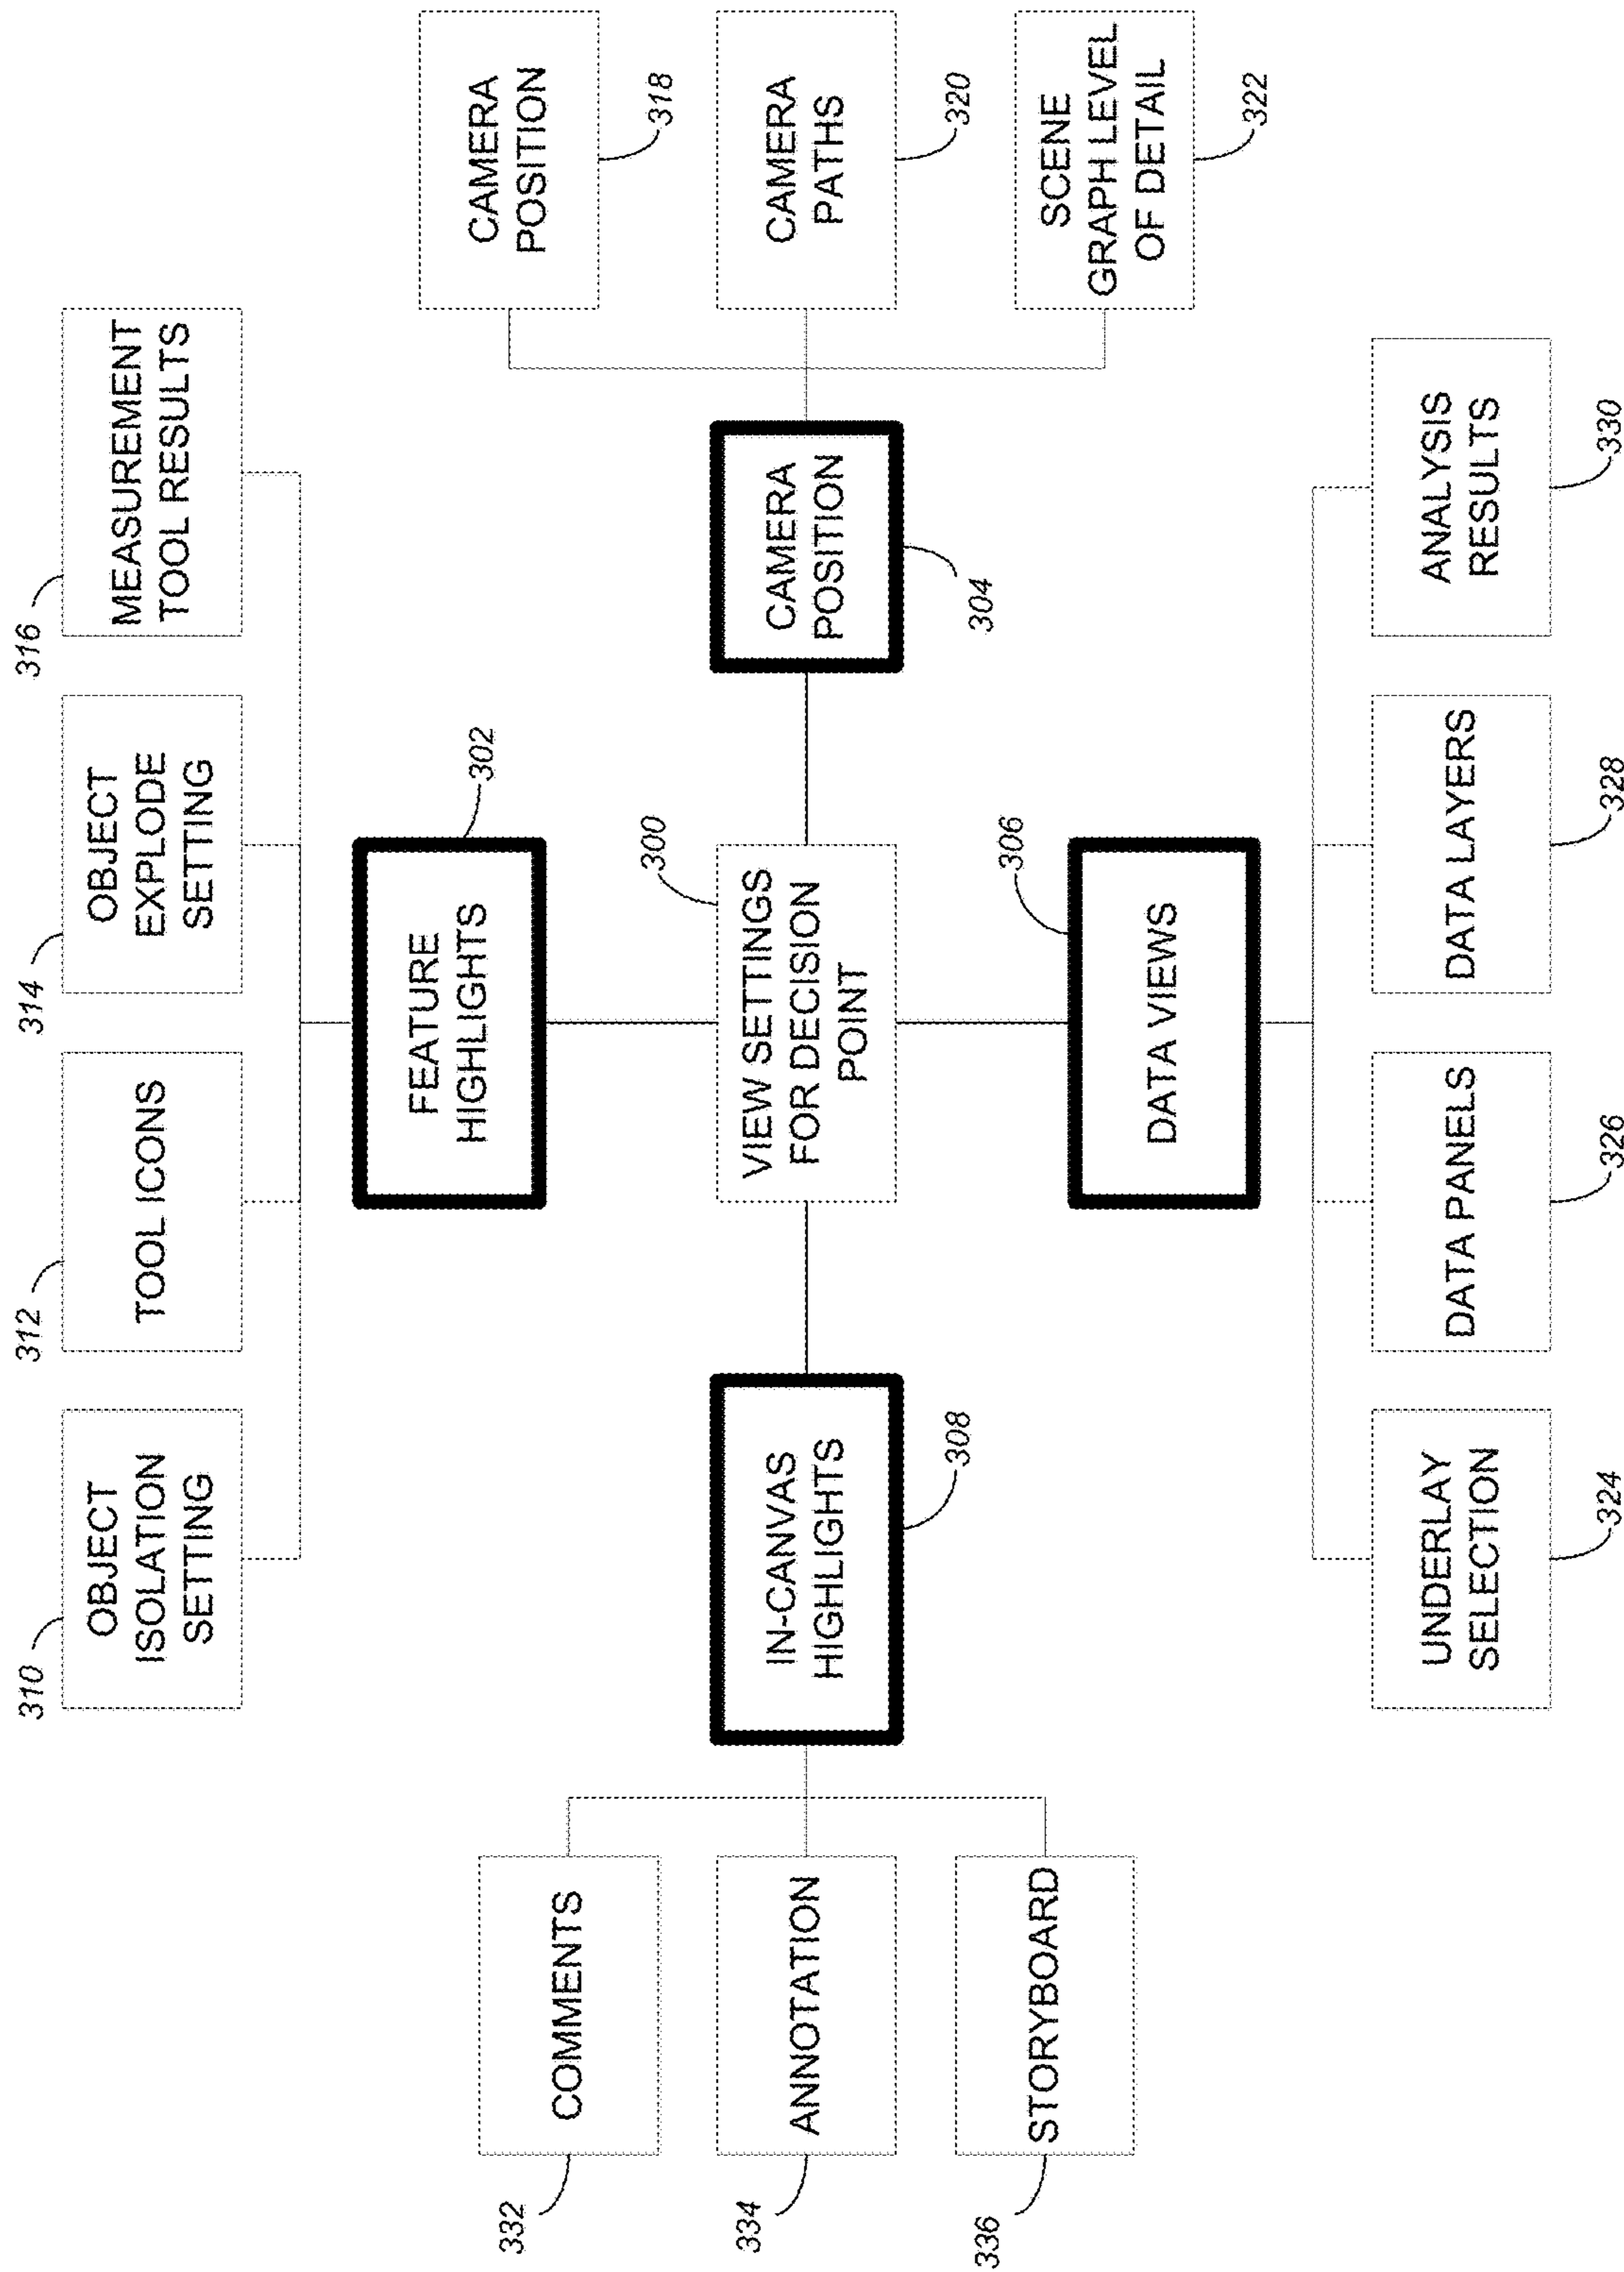 310
OBJECT
ISOLATION
SETTING
312
TOOL ICONS
314
OBJECT
EXPLODE
SETTING
316
MEASUREMENT
TOOL RESULTS
FEATURE
HIGHLIGHTS
302
332
COMMENTS
334
ANNOTATION
336
STORYBOARD
IN-CANVAS
HIGHLIGHTS
308
VIEW SETTINGS
FOR DECISION
POINT
300
CAMERA
POSITION
304
CAMERA
POSITION
318
CAMERA
PATHS
320
SCENE
GRAPH LEVEL
OF DETAIL
322
DATA VIEWS
306
UNDERLAY
SELECTION
324
DATA PANELS
326
DATA LAYERS
328
ANALYSIS
RESULTS
330